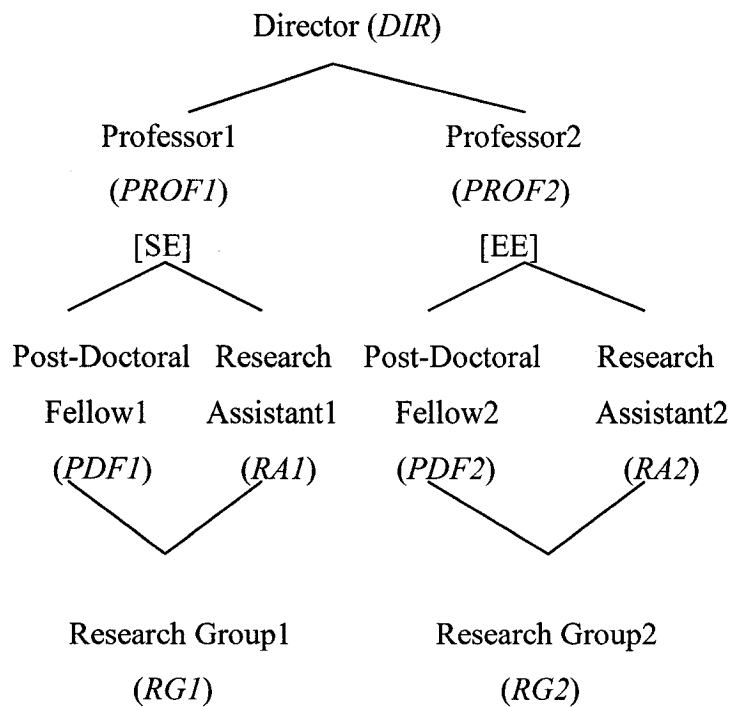 Director (DIR)
Professor1 Professor2
(PROF1) (PROF2)
[SE] [EE]
Post-Doctoral Research Post-Doctoral Research
Fellow1 Assistant1 Fellow2 Assistant2
(PDF1) (RA1) (PDF2) (RA2)
Research Group1 Research Group2
(RG1) (RG2)